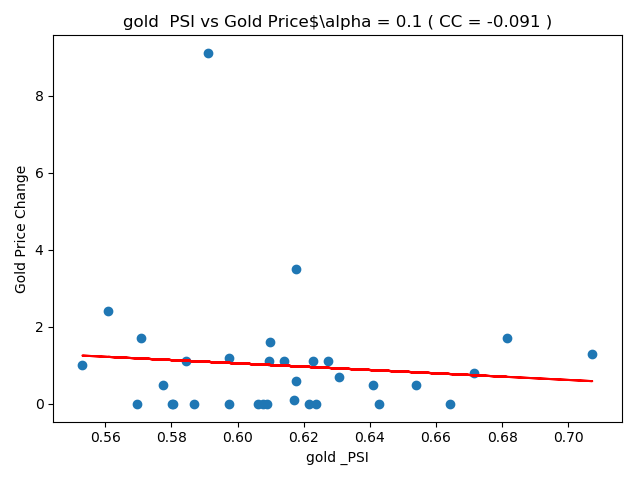 gold  PSI vs Gold Price$\alpha = 0.1 ( CC = -0.091 )
Gold Price Change
8
6
4
2
0
0.56 0.58 0.60 0.62 0.64 0.66 0.68 0.70
gold _PSI